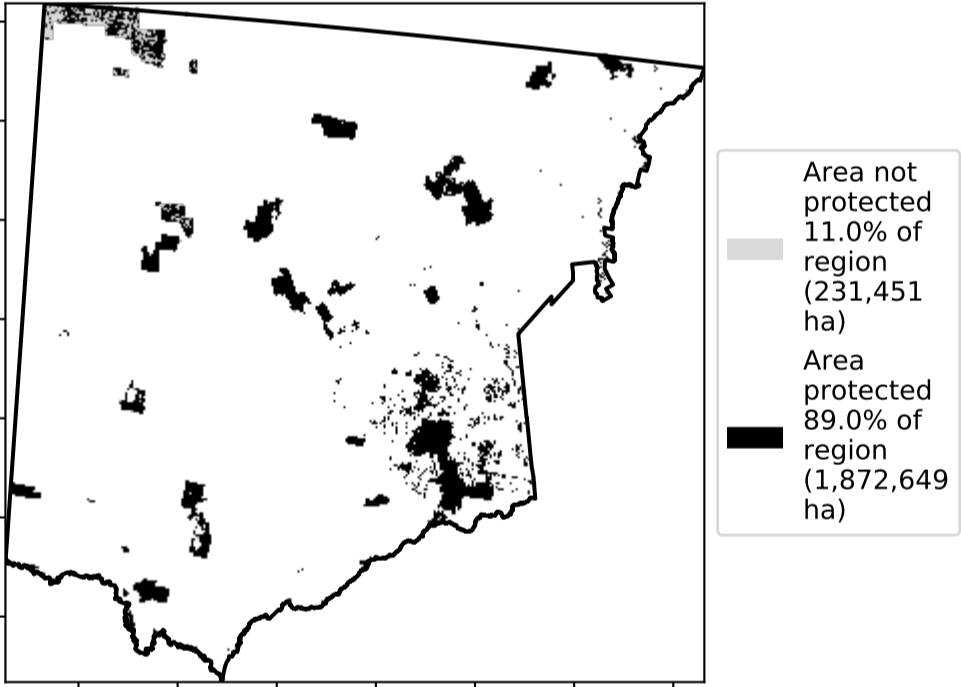 Area not
protected
11.0% of
region
(231,451
ha)
Area
protected
89.0% of
region
(1,872,649
ha)